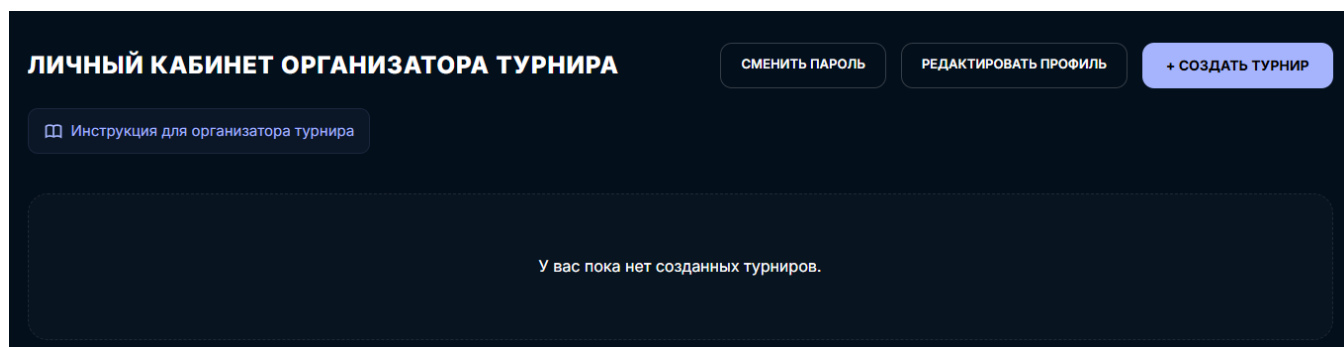 ЛИЧНЫЙ КАБИНЕТ ОРГАНИЗАТОРА ТУРНИРА
СМЕНИТЬ ПАРОЛЬ
РЕДАКТИРОВАТЬ ПРОФИЛЬ
+ СОЗДАТЬ ТУРНИР
Инструкция для организатора турнира
У вас пока нет созданных турниров.